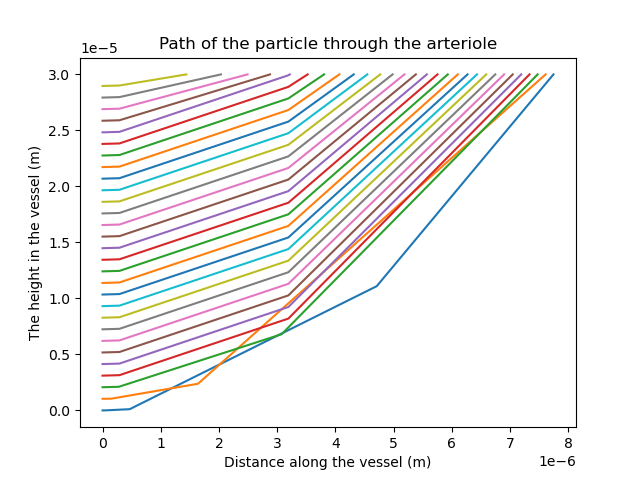 Path of the particle through the arteriole
1e−5
3.0
2.5
2.0
1.5
1.0
0.5
0.0
The height in the vessel (m)
0 1 2 3 4 5 6 7 8
Distance along the vessel (m)
1e−6